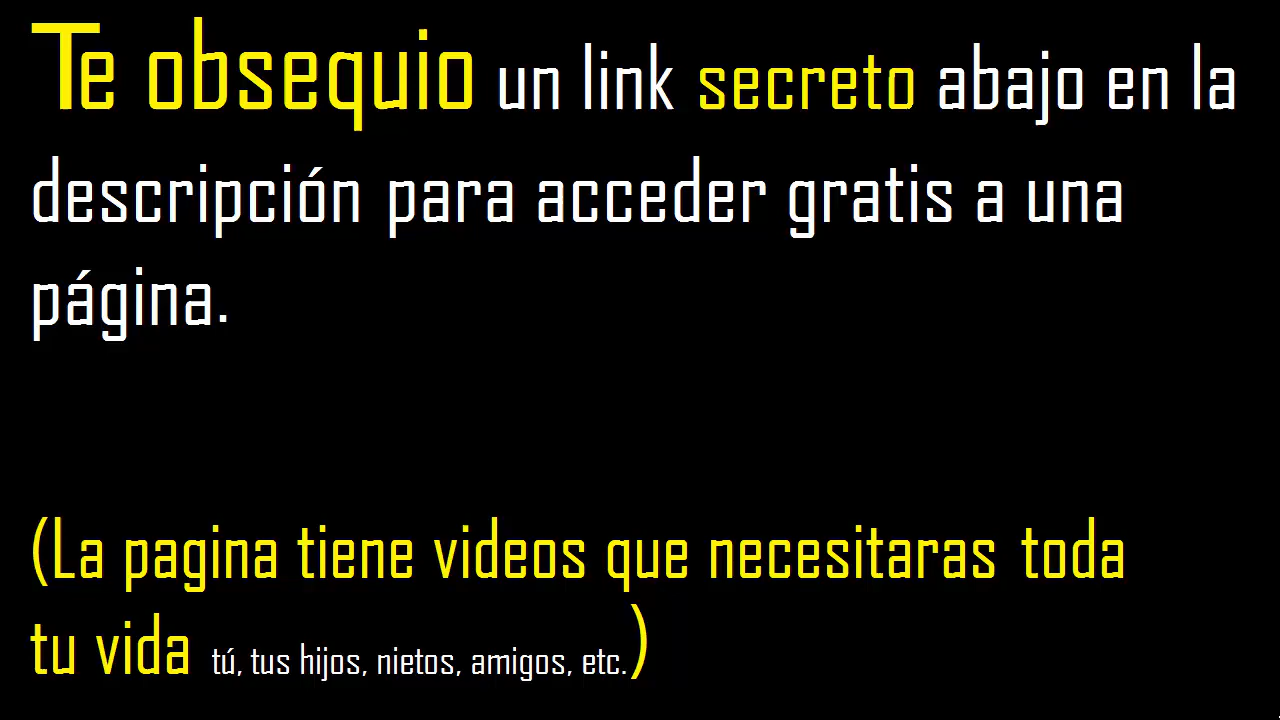 Te obsequio un link secreto abajo en la
descripción para acceder gratis a una
página.
(La pagina tiene videos que necesitaras toda
tu vida tú, tus hijos, nietos, amigos, etc.)